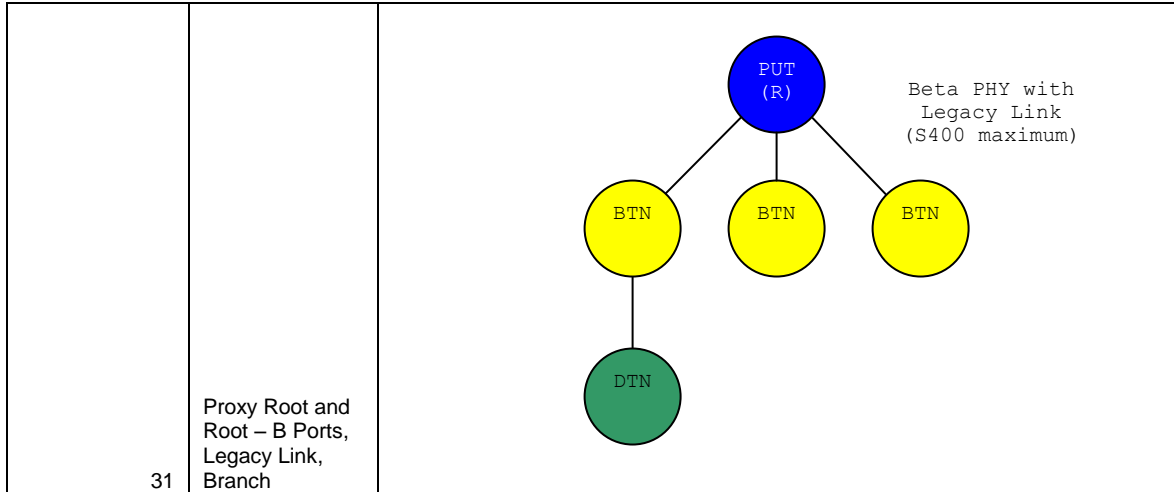 PUT
(R)
Beta PHY with
Legacy Link
(S400 maximum)
BTN
BTN
BTN
DTN
31
Proxy Root and
Root – B Ports,
Legacy Link,
Branch